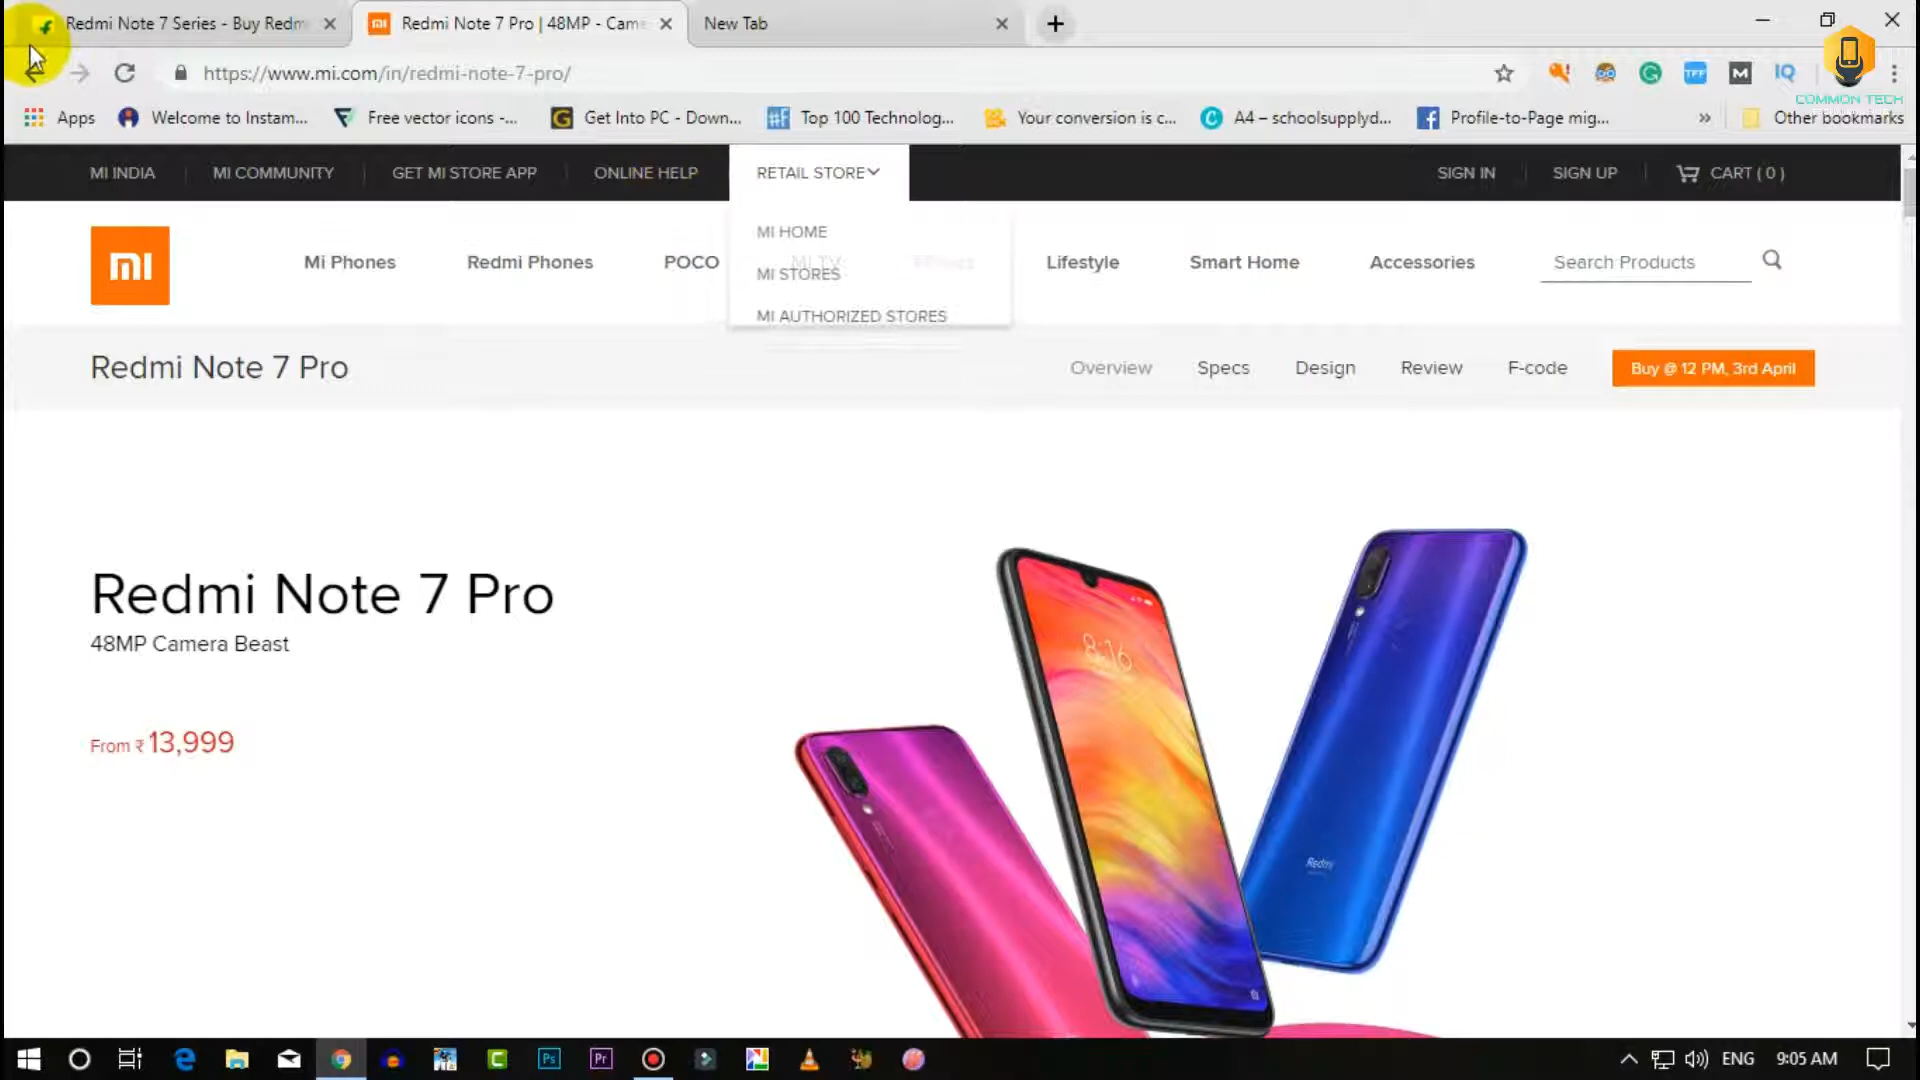 Redmi Note 7 Series - Buy Redm
Redmi Note 7 Pro | 48MP - Came
New Tab
https://www.mi.com/in/redmi-note-7-pro/
COMMON TECH
Apps
Welcome to Instam...
Free vector icons -...
Get Into PC - Down...
Top 100 Technolog...
Your conversion is c...
A4 – schoolsupplyd...
Profile-to-Page mig...
»
Other bookmarks
MI INDIA
MI COMMUNITY
GET MI STORE APP
ONLINE HELP
RETAIL STORE
SIGN IN
SIGN UP
CART ( 0 )
MI HOME
MI STORES
MI AUTHORIZED STORES
mi
Mi Phones
Redmi Phones
POCO
MI TV
Lifestyle
Smart Home
Accessories
Search Products
Redmi Note 7 Pro
Overview
Specs
Design
Review
F-code
Buy @ 12 PM, 3rd April
Redmi Note 7 Pro
48MP Camera Beast
From ₹ 13,999
8:16
Redmi
ENG
9:05 AM